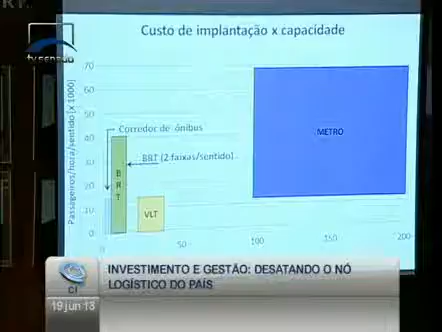 tv senado
Custo de implantação x capacidade
Passageiros/hora/sentido [x 1000]
70
60
50
40
30
20
10
0
Corredor de ônibus
BRT (2 faixas/sentido)
BRT
VLT
METRO
0
50
100
150
200
INVESTIMENTO E GESTÃO: DESATANDO O NÓ
LOGÍSTICO DO PAÍS
CI
19 jun 13